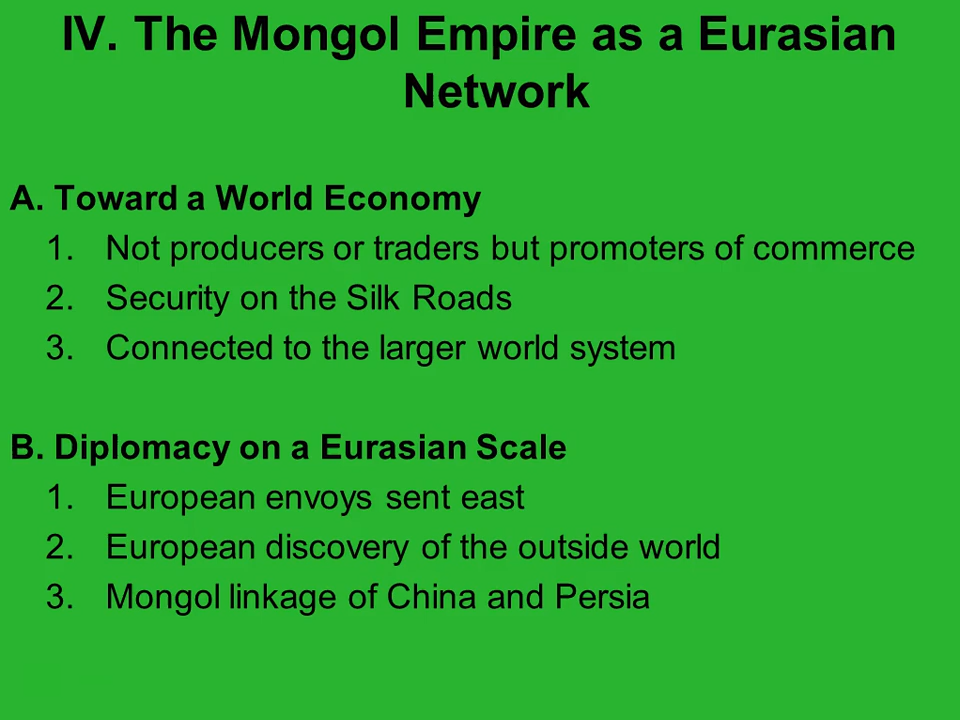 IV. The Mongol Empire as a Eurasian
Network
A. Toward a World Economy
1. Not producers or traders but promoters of commerce
2. Security on the Silk Roads
3. Connected to the larger world system
B. Diplomacy on a Eurasian Scale
1. European envoys sent east
2. European discovery of the outside world
3. Mongol linkage of China and Persia